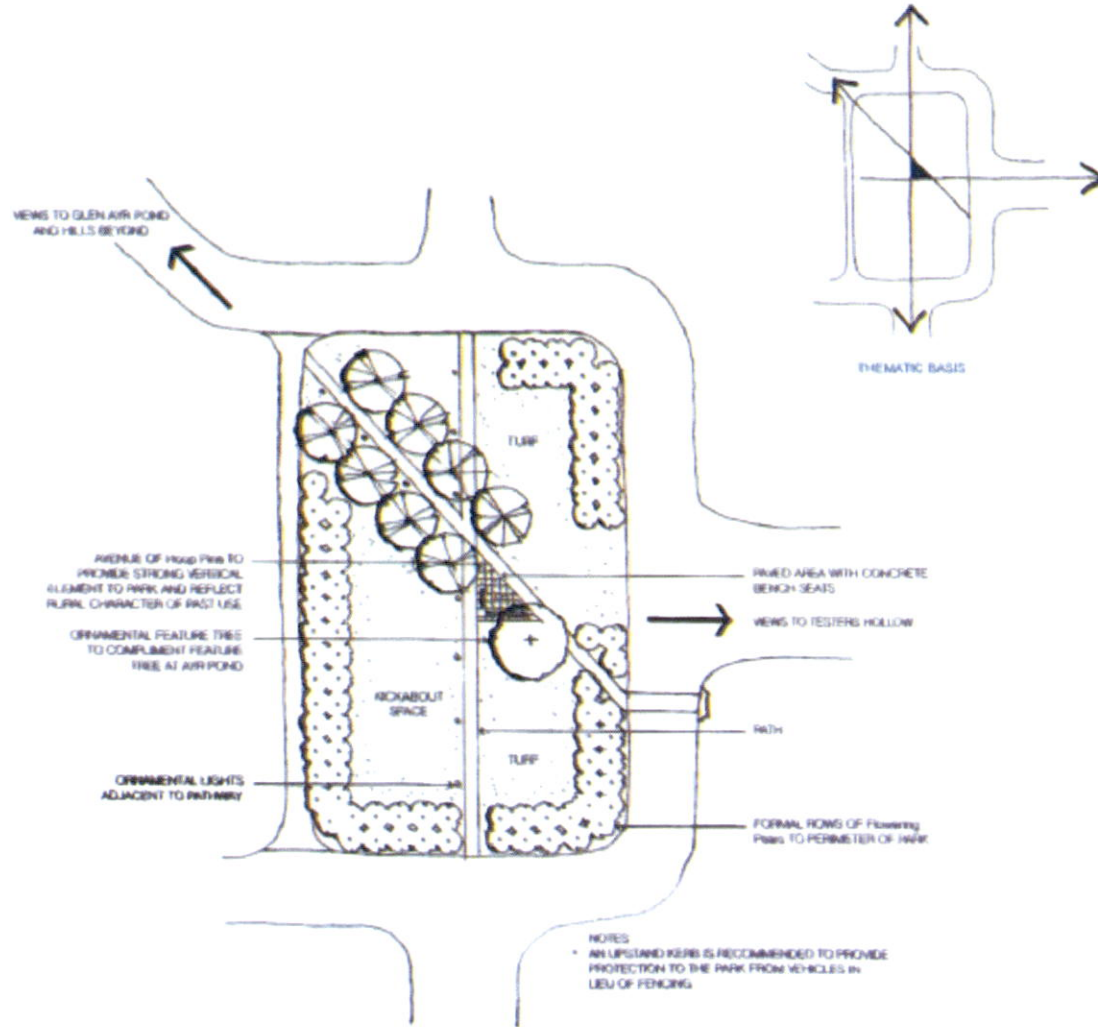 VIEWS TO GLEN AYR POND
AND HILLS BEYOND
THEMATIC BASIS
TURF
AVENUE OF Hoop Pine TO
PROVIDE STRONG VERTICAL
ELEMENT TO PARK AND REFLECT
RURAL CHARACTER OF PAST USE
PAVED AREA WITH CONCRETE
BENCH SEATS
VIEWS TO TESTERS HOLLOW
ORNAMENTAL FEATURE TREE
TO COMPLIMENT FEATURE
TREE AT AYR POND
KICKABOUT
SPACE
PATH
TURF
ORNAMENTAL LIGHTS
ADJACENT TO PATHWAY
FORMAL ROWS OF Flowering
Pears TO PERIMETER OF PARK
NOTES
• AN UPSTAND KERB IS RECOMMENDED TO PROVIDE
PROTECTION TO THE PARK FROM VEHICLES IN
LIEU OF FENCING